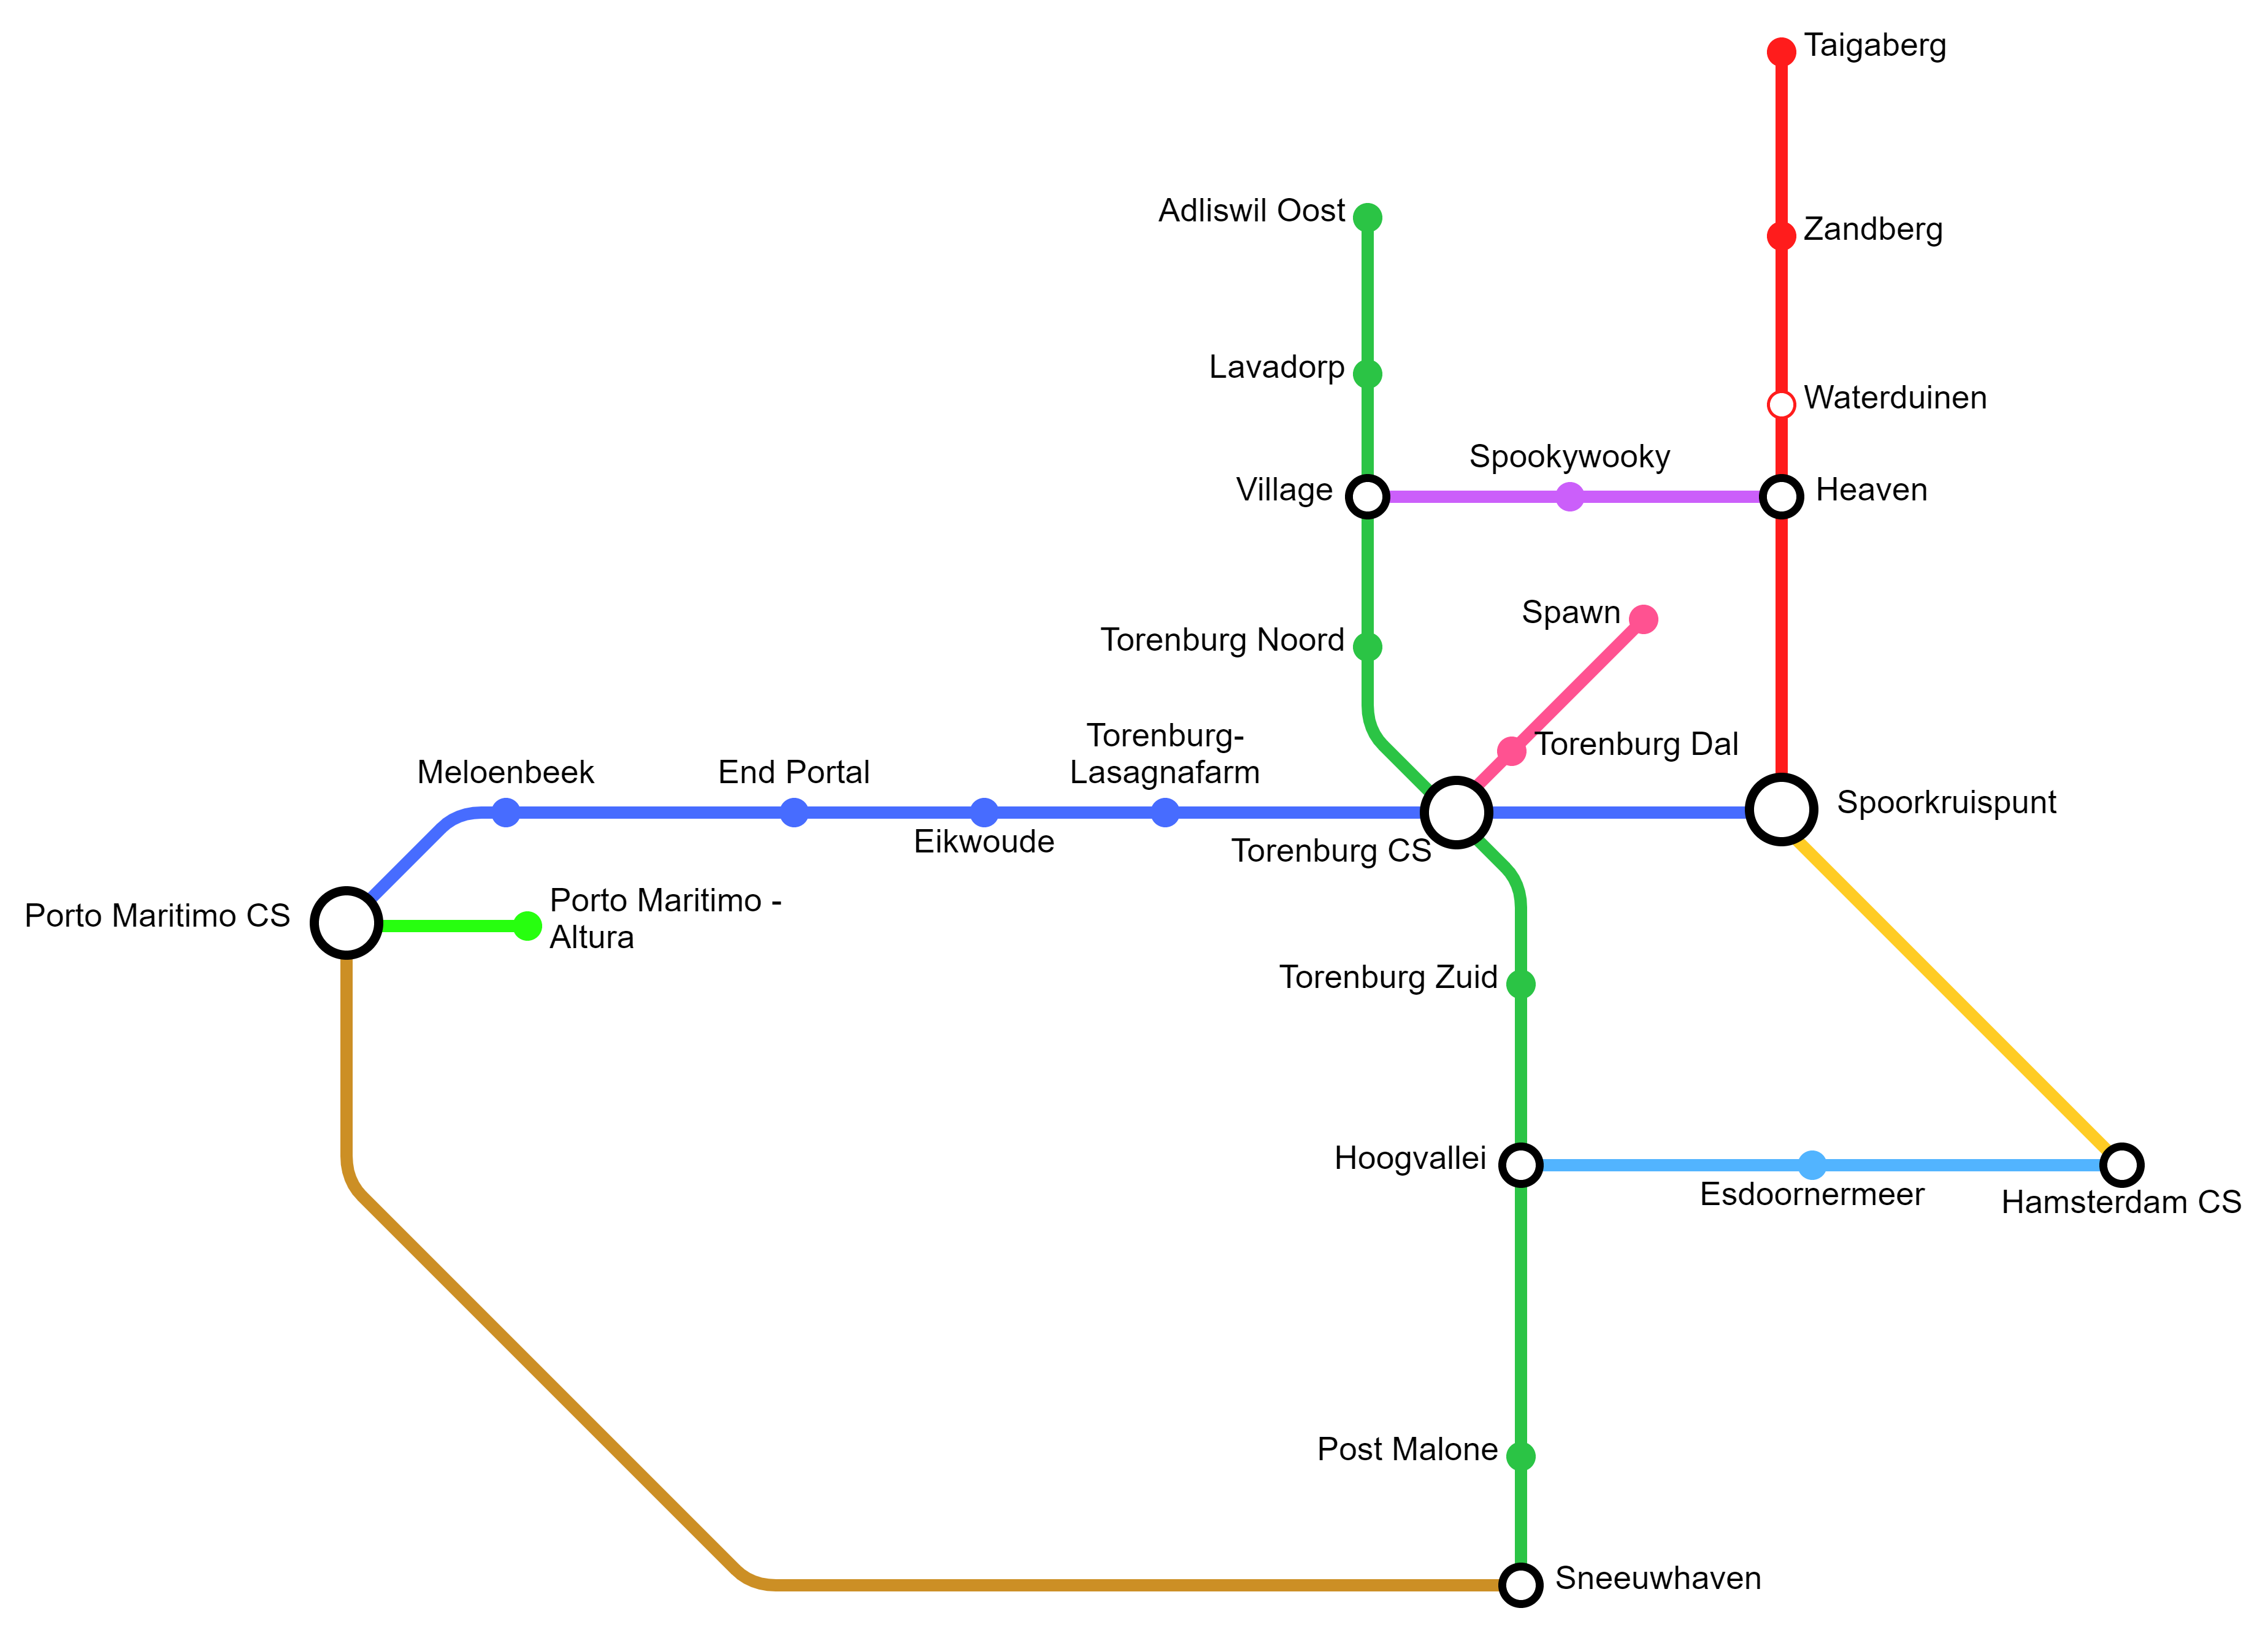 Taigaberg
Adliswil Oost
Zandberg
Lavadorp
Waterduinen
Spookywooky
Village
Heaven
Spawn
Torenburg Noord
Torenburg-
Lasagnafarm
Torenburg Dal
Meloenbeek
End Portal
Eikwoude
Spoorkruispunt
Torenburg CS
Porto Maritimo CS
Porto Maritimo -
Altura
Torenburg Zuid
Hoogvallei
Esdoornermeer
Hamsterdam CS
Post Malone
Sneeuwhaven